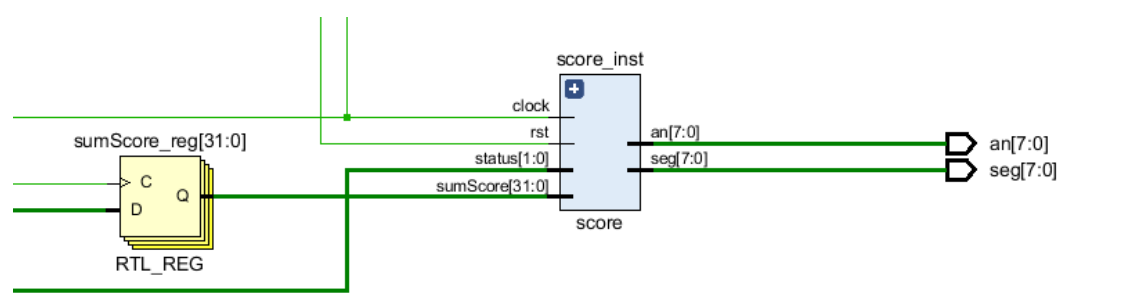 score_inst
clock
rst
status[1:0]
sumScore[31:0]
an[7:0]
seg[7:0]
score
an[7:0]
seg[7:0]
sumScore_reg[31:0]
C
D
Q
RTL_REG